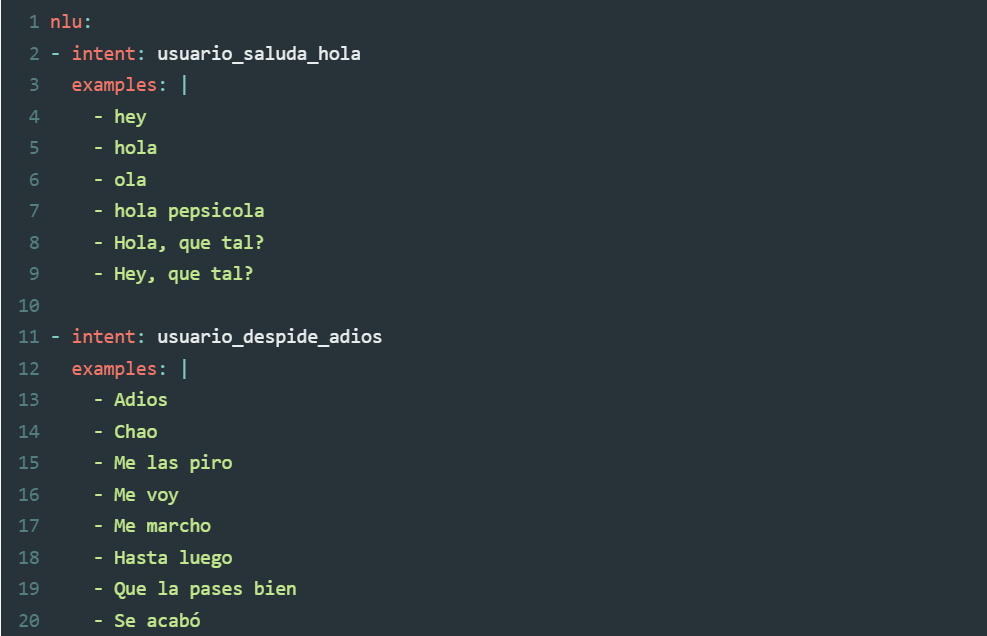 1 nlu:
2 - intent: usuario_saluda_hola
3   examples: |
4     - hey
5     - hola
6     - ola
7     - hola pepsicola
8     - Hola, que tal?
9     - Hey, que tal?
10
11 - intent: usuario_despide_adios
12   examples: |
13     - Adios
14     - Chao
15     - Me las piro
16     - Me voy
17     - Me marcho
18     - Hasta luego
19     - Que la pases bien
20     - Se acabó